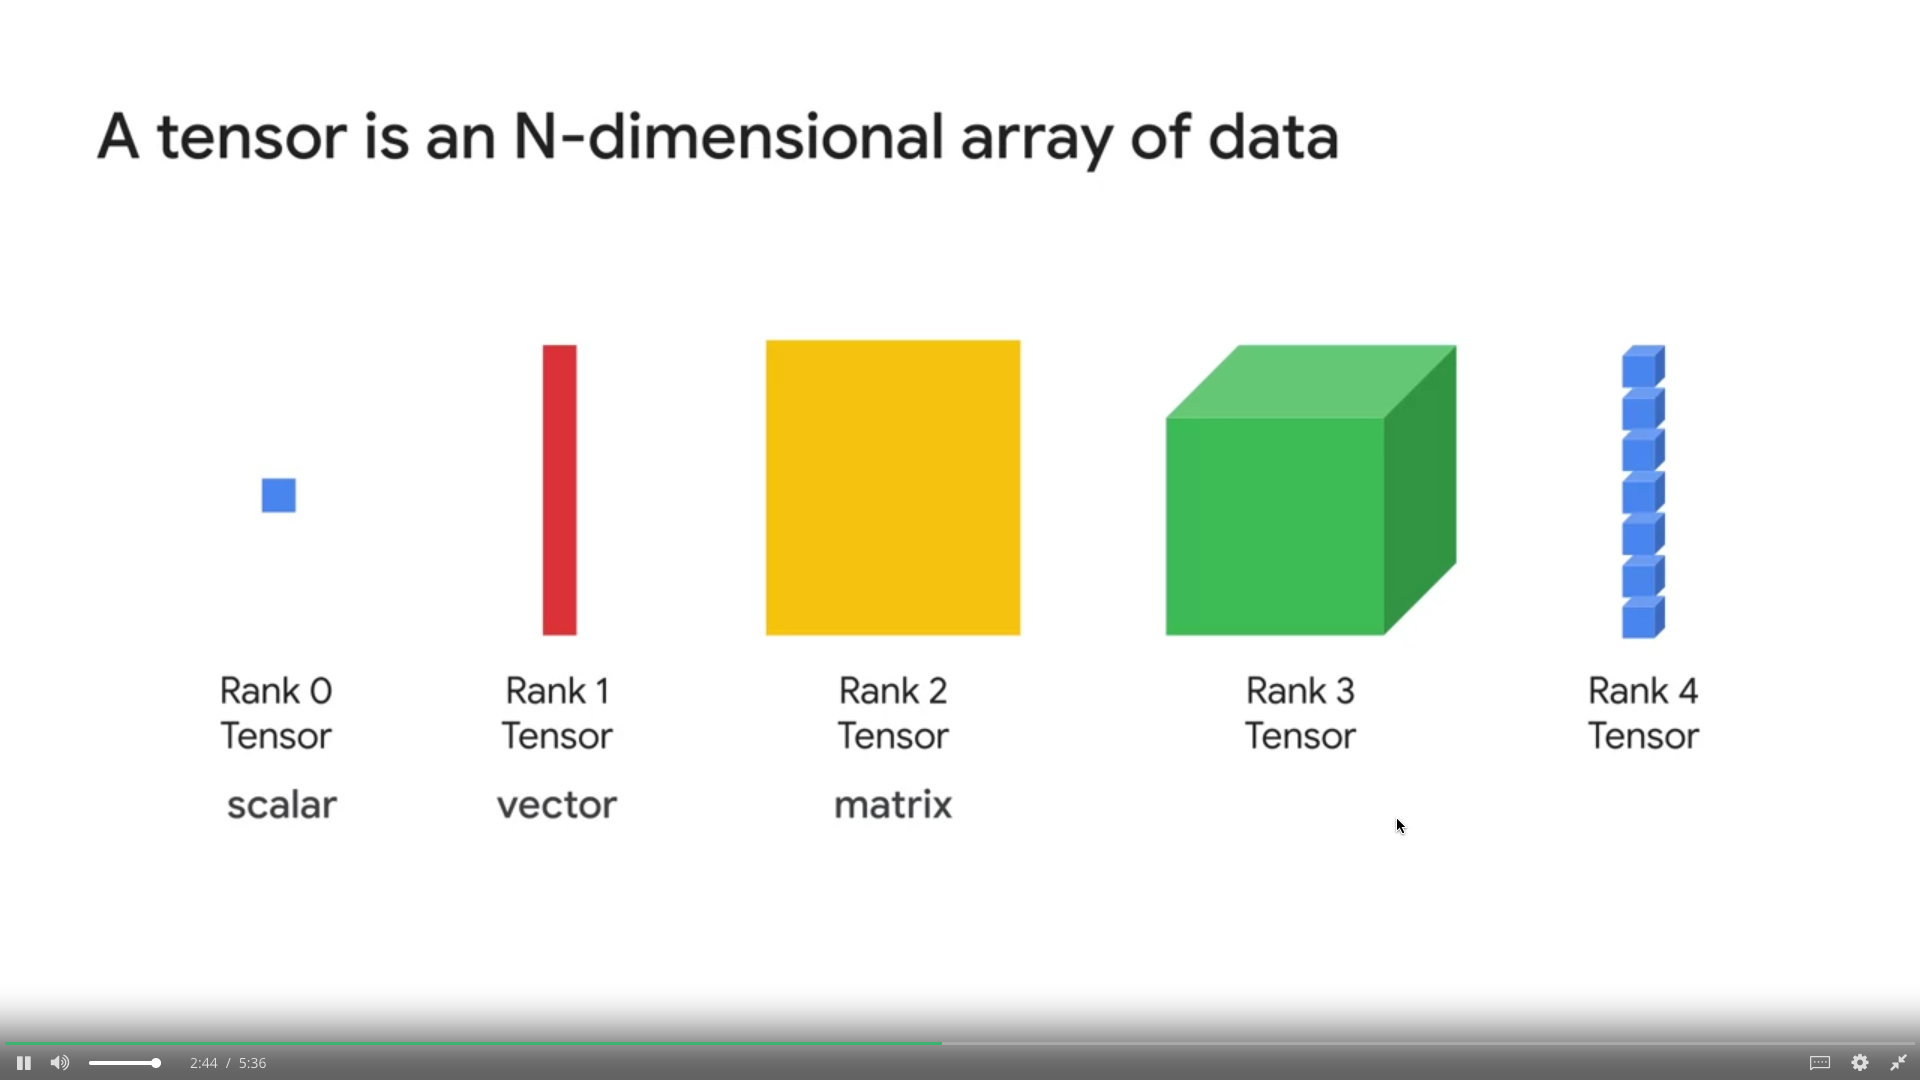 A tensor is an N-dimensional array of data
Rank 0
Tensor
scalar
Rank 1
Tensor
vector
Rank 2
Tensor
matrix
Rank 3
Tensor
Rank 4
Tensor
2:44 / 5:36